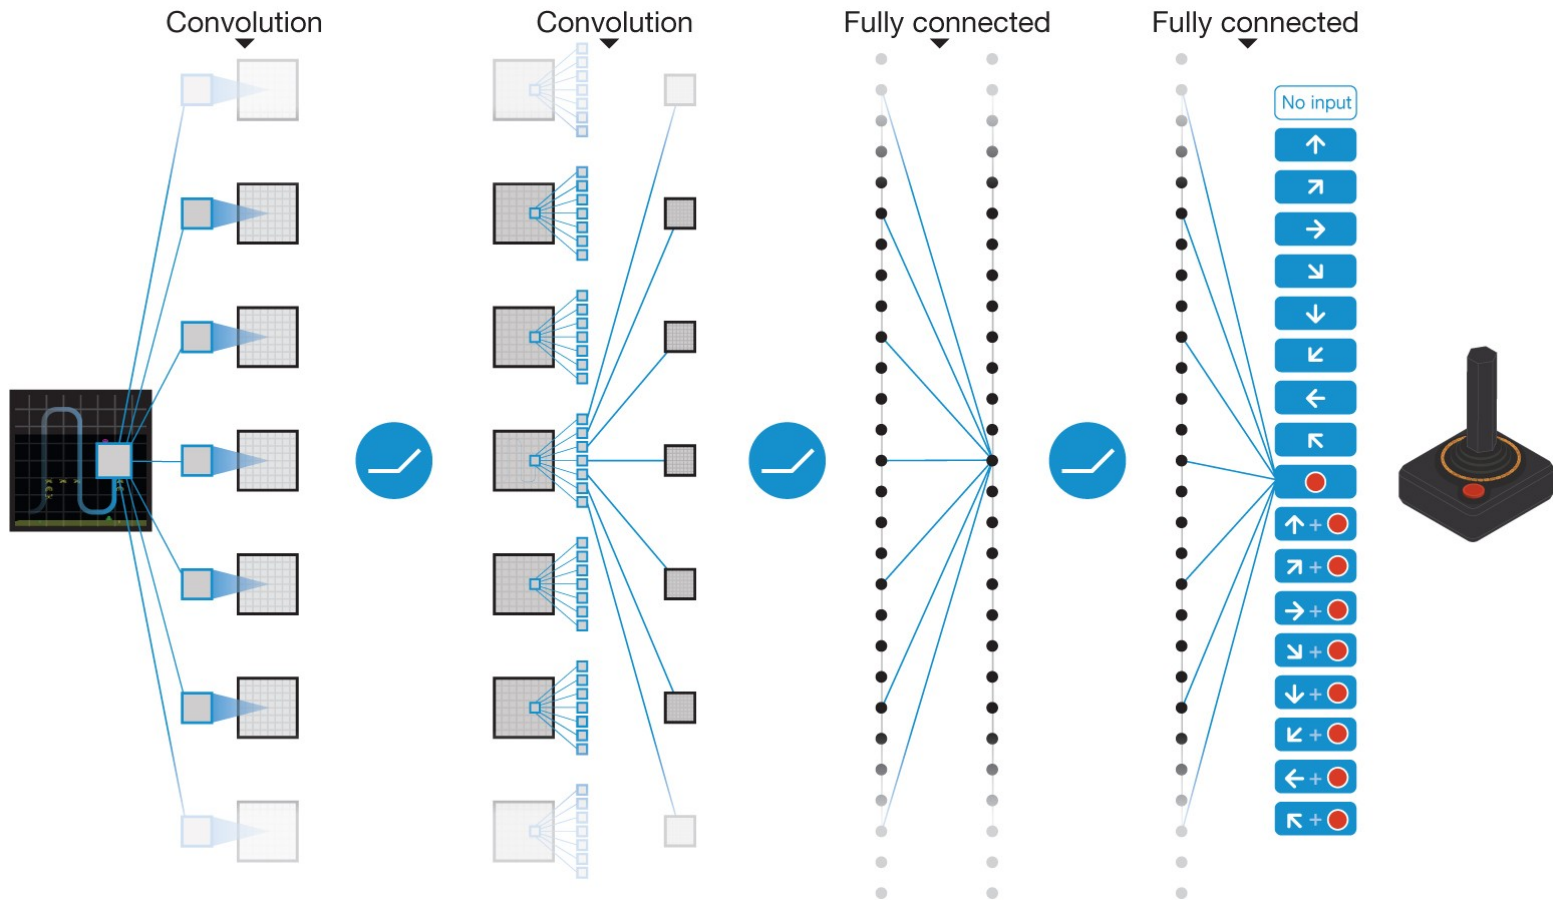 Convolution
Convolution
Fully connected
Fully connected
No input
+
+
+
+
+
+
+
+